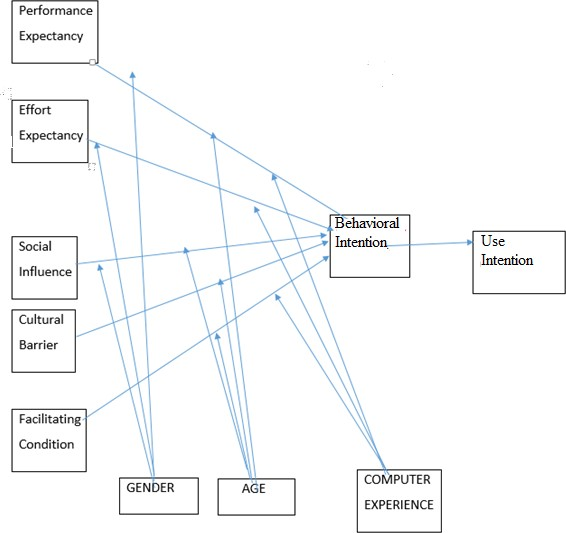 Performance
Expectancy
Effort
Expectancy
Social
Influence
Cultural
Barrier
Facilitating
Condition
Behavioral
Intention
Use
Intention
GENDER
AGE
COMPUTER
EXPERIENCE